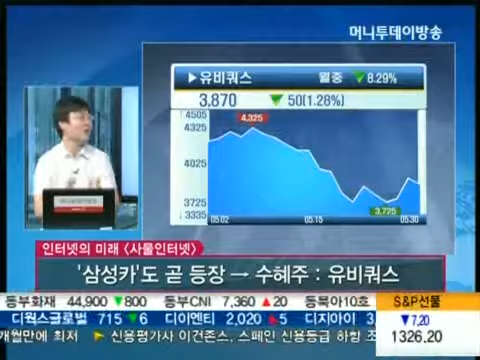 머니투데이방송
▶유비쿼스 월중 ▼8.29%
3,870 ▼ 50(1.28%)
4505
4025
3725
3335
4,325
3,725
05.02 05.15 05.30
인터넷의 미래 <사물인터넷>
'삼성카'도 곧 등장 → 수혜주 : 유비쿼스
동부화재 44,900 ▼800 동부CNI 7,360 ▲20 동북아10호 S&P선물
디웍스글로벌 715 ▼6 디이엔티 2,020 ▲5 디지아이 3, ▼7.20
개월만에 최저 ▶ 신용평가사 이건존스, 스페인 신용등급 하향 조 1326.20